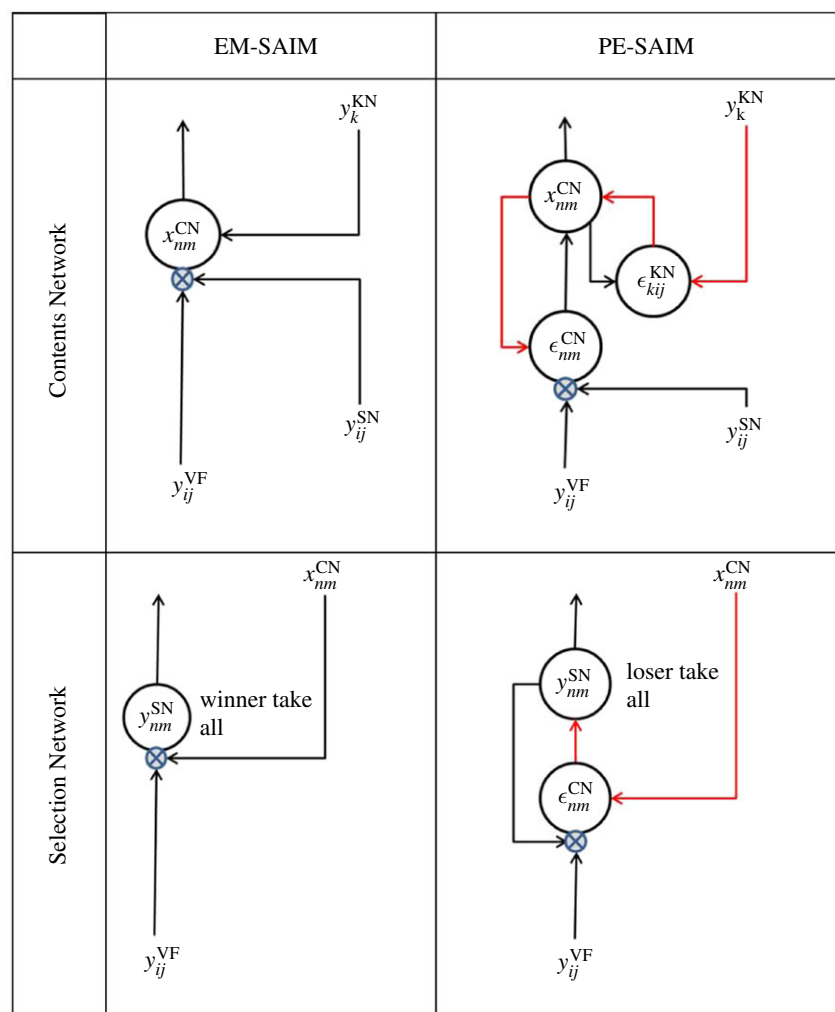 EM-SAIM
PE-SAIM
Contents Network
y_k^KN
x_nm^CN
y_ij^SN
y_ij^VF
y_k^KN
x_nm^CN
ϵ_kij^KN
ϵ_nm^CN
y_ij^SN
y_ij^VF
Selection Network
x_nm^CN
y_nm^SN
winner take
all
y_ij^VF
x_nm^CN
y_nm^SN
loser take
all
ϵ_nm^CN
y_ij^VF